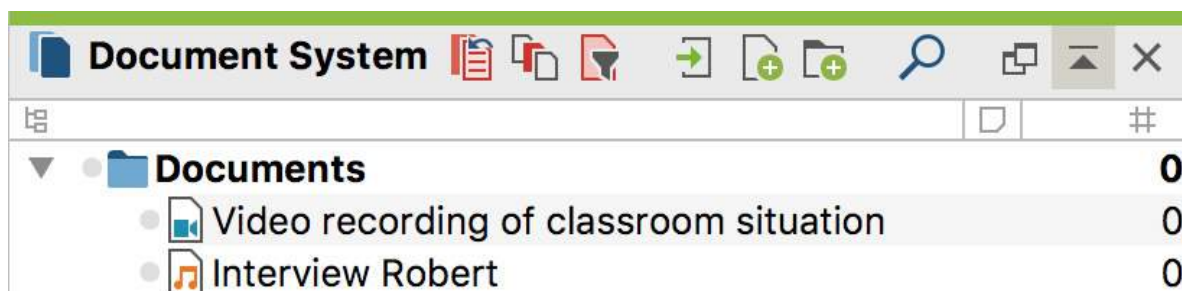 Document System
Documents 0
Video recording of classroom situation 0
Interview Robert 0